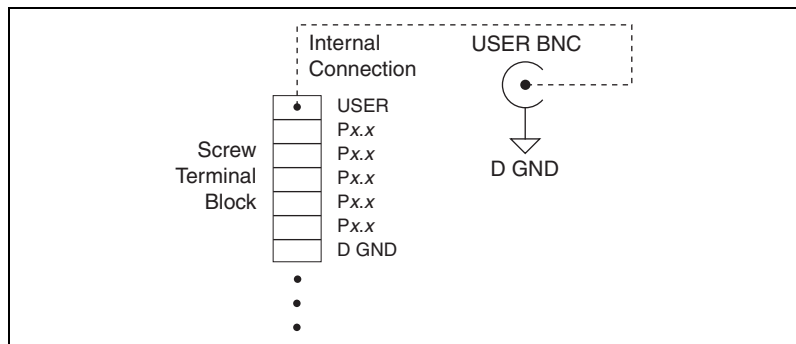 Internal
Connection
USER BNC
D GND
Screw
Terminal
Block
USER
Px.x
Px.x
Px.x
Px.x
Px.x
D GND